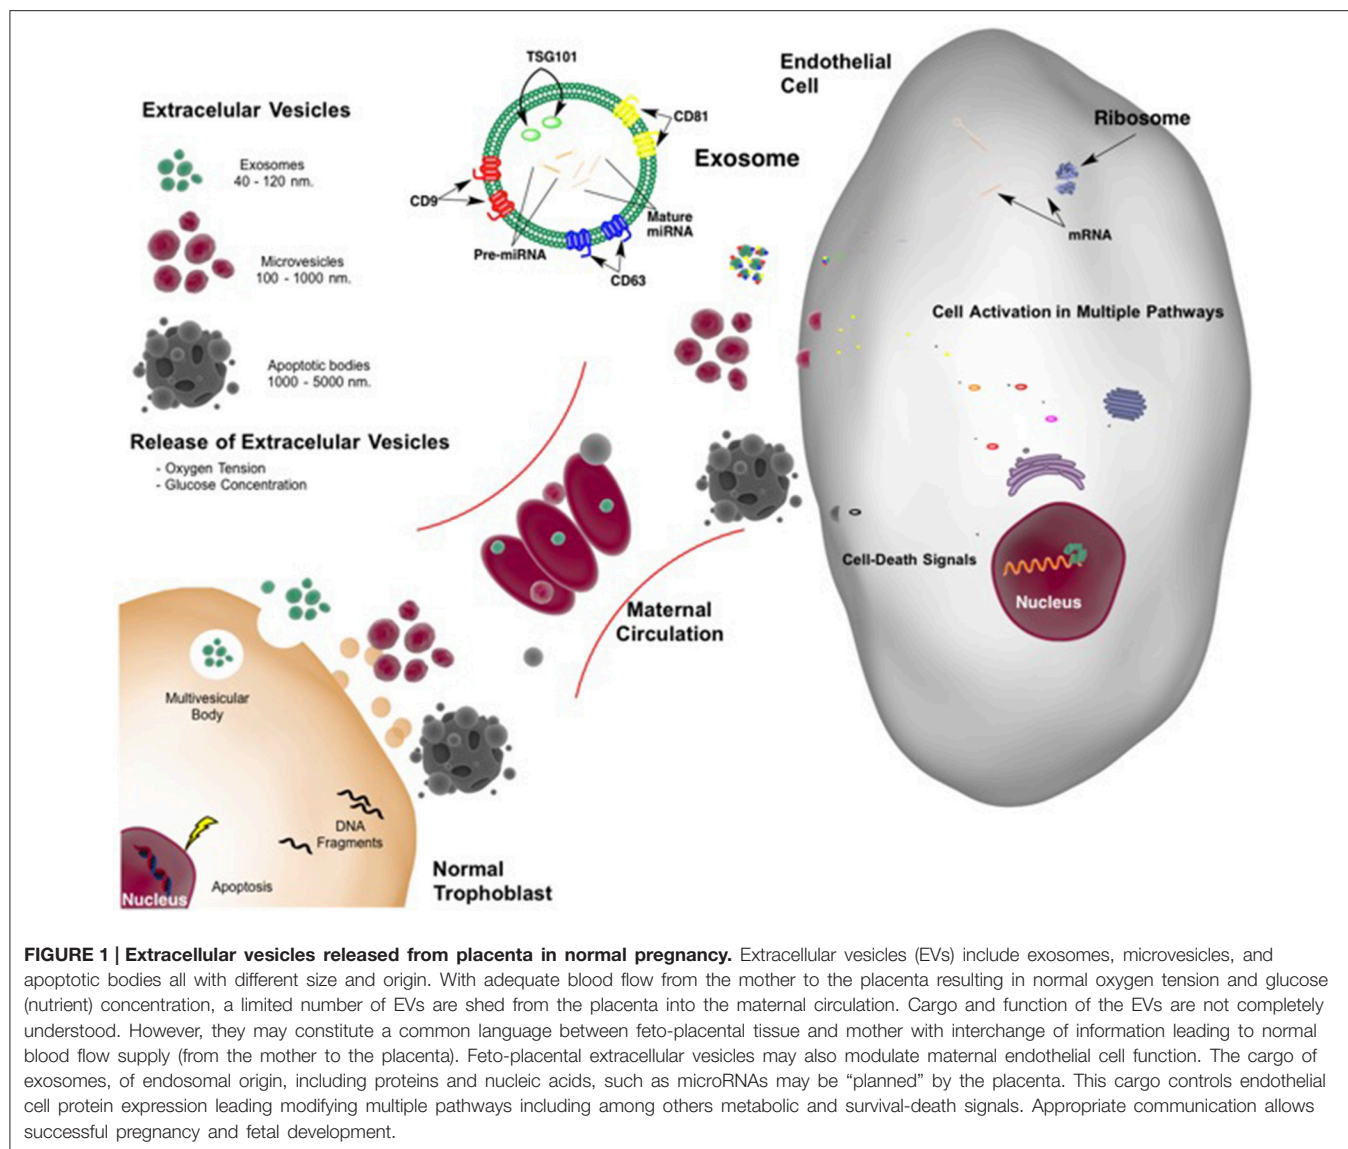 Extracelular Vesicles
Exosomes
40 - 120 nm.
Microvesicles
100 - 1000 nm.
Apoptotic bodies
1000 - 5000 nm.
Release of Extracelular Vesicles
- Oxygen Tension
- Glucose Concentration
TSG101
CD81
Exosome
CD9
Mature
miRNA
Pre-miRNA
CD63
Endothelial
Cell
Ribosome
mRNA
Cell Activation in Multiple Pathways
Cell-Death Signals
Nucleus
Maternal
Circulation
Multivesicular
Body
DNA
Fragments
Apoptosis
Nucleus
Normal
Trophoblast
FIGURE 1 | Extracellular vesicles released from placenta in normal pregnancy. Extracellular vesicles (EVs) include exosomes, microvesicles, and
apoptotic bodies all with different size and origin. With adequate blood flow from the mother to the placenta resulting in normal oxygen tension and glucose
(nutrient) concentration, a limited number of EVs are shed from the placenta into the maternal circulation. Cargo and function of the EVs are not completely
understood. However, they may constitute a common language between feto-placental tissue and mother with interchange of information leading to normal
blood flow supply (from the mother to the placenta). Feto-placental extracellular vesicles may also modulate maternal endothelial cell function. The cargo of
exosomes, of endosomal origin, including proteins and nucleic acids, such as microRNAs may be “planned” by the placenta. This cargo controls endothelial
cell protein expression leading modifying multiple pathways including among others metabolic and survival-death signals. Appropriate communication allows
successful pregnancy and fetal development.